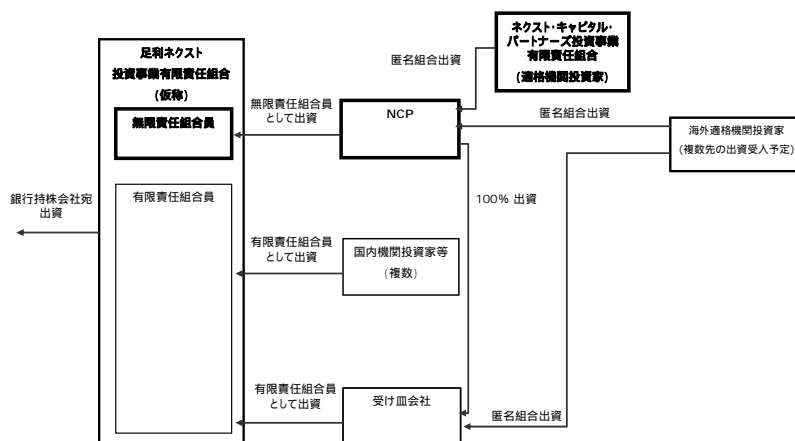 足利ネクスト
投資事業有限責任組合
(仮称)
無限責任組合員
有限責任組合員
銀行持株会社宛
出資
無限責任組合員
として出資
NCP
匿名組合出資
ネクスト・キャピタル・
パートナーズ投資事業
有限責任組合
(適格機関投資家)
匿名組合出資
海外適格機関投資家
(複数先の出資受入予定)
100% 出資
有限責任組合員
として出資
国内機関投資家等
(複数)
有限責任組合員
として出資
受け皿会社
匿名組合出資